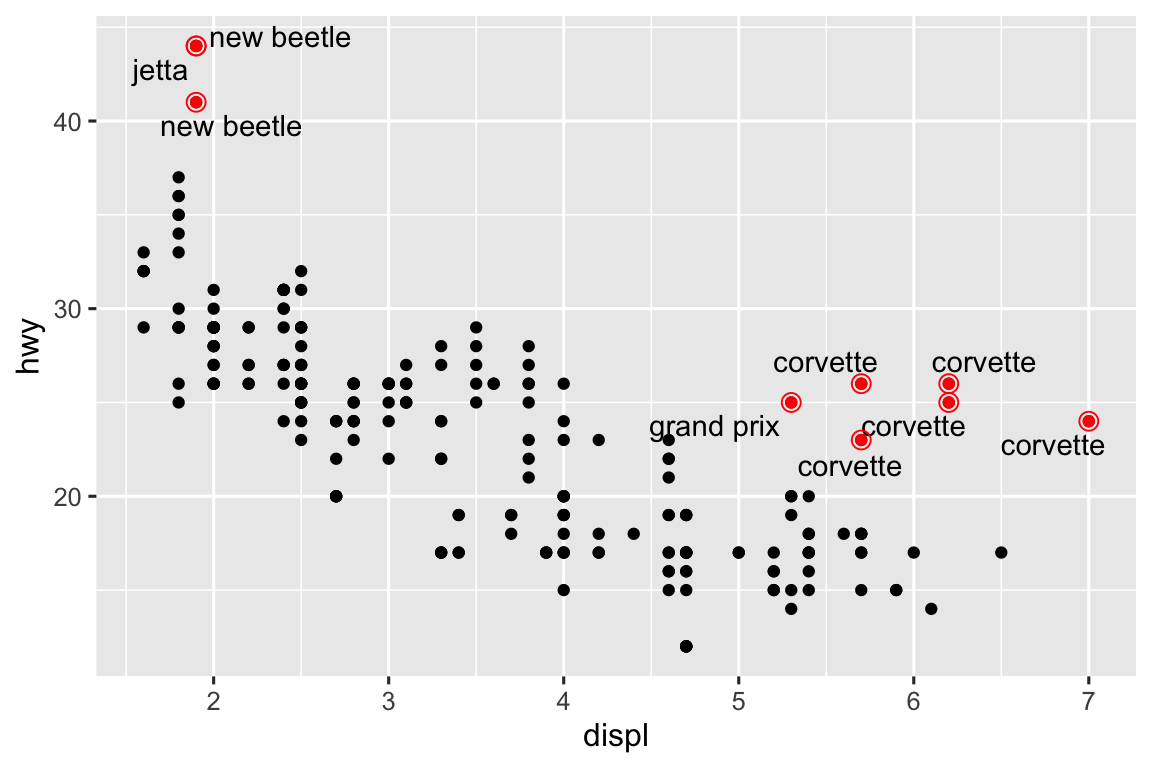 new beetle
jetta
new beetle
40
30
20
hwy
corvette
corvette
grand prix
corvette
corvette
corvette
2
3
4
5
6
7
displ